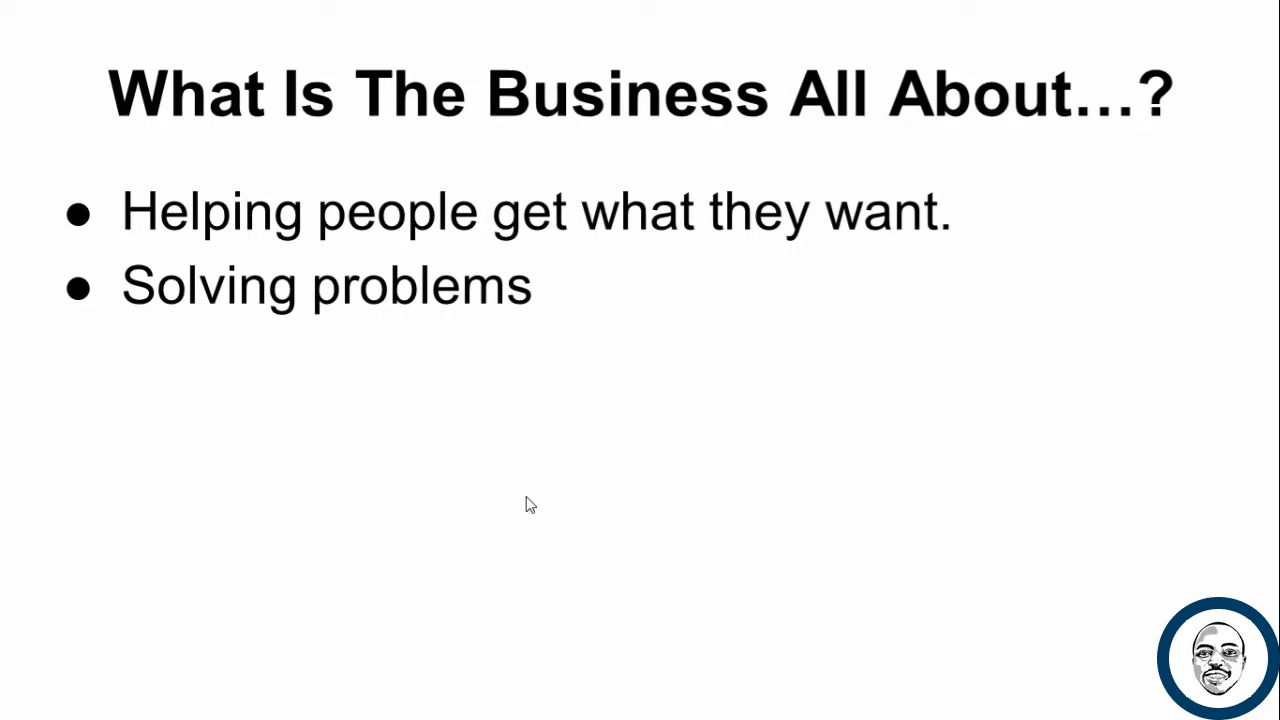 What Is The Business All About…?
● Helping people get what they want.
● Solving problems